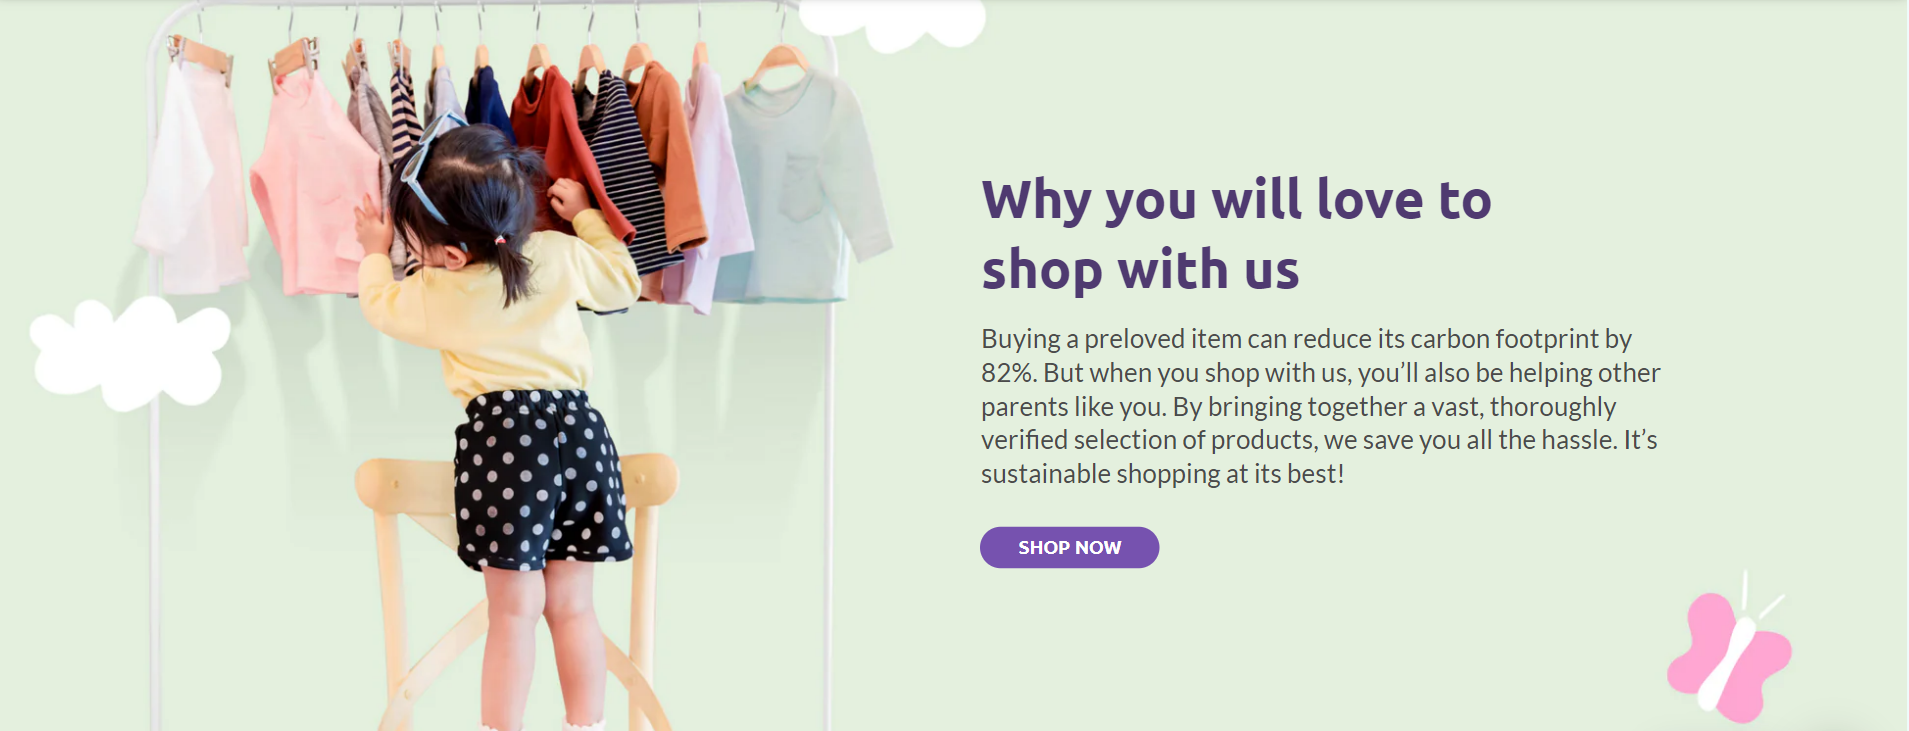 Why you will love to
shop with us
Buying a preloved item can reduce its carbon footprint by
82%. But when you shop with us, you’ll also be helping other
parents like you. By bringing together a vast, thoroughly
verified selection of products, we save you all the hassle. It’s
sustainable shopping at its best!
SHOP NOW